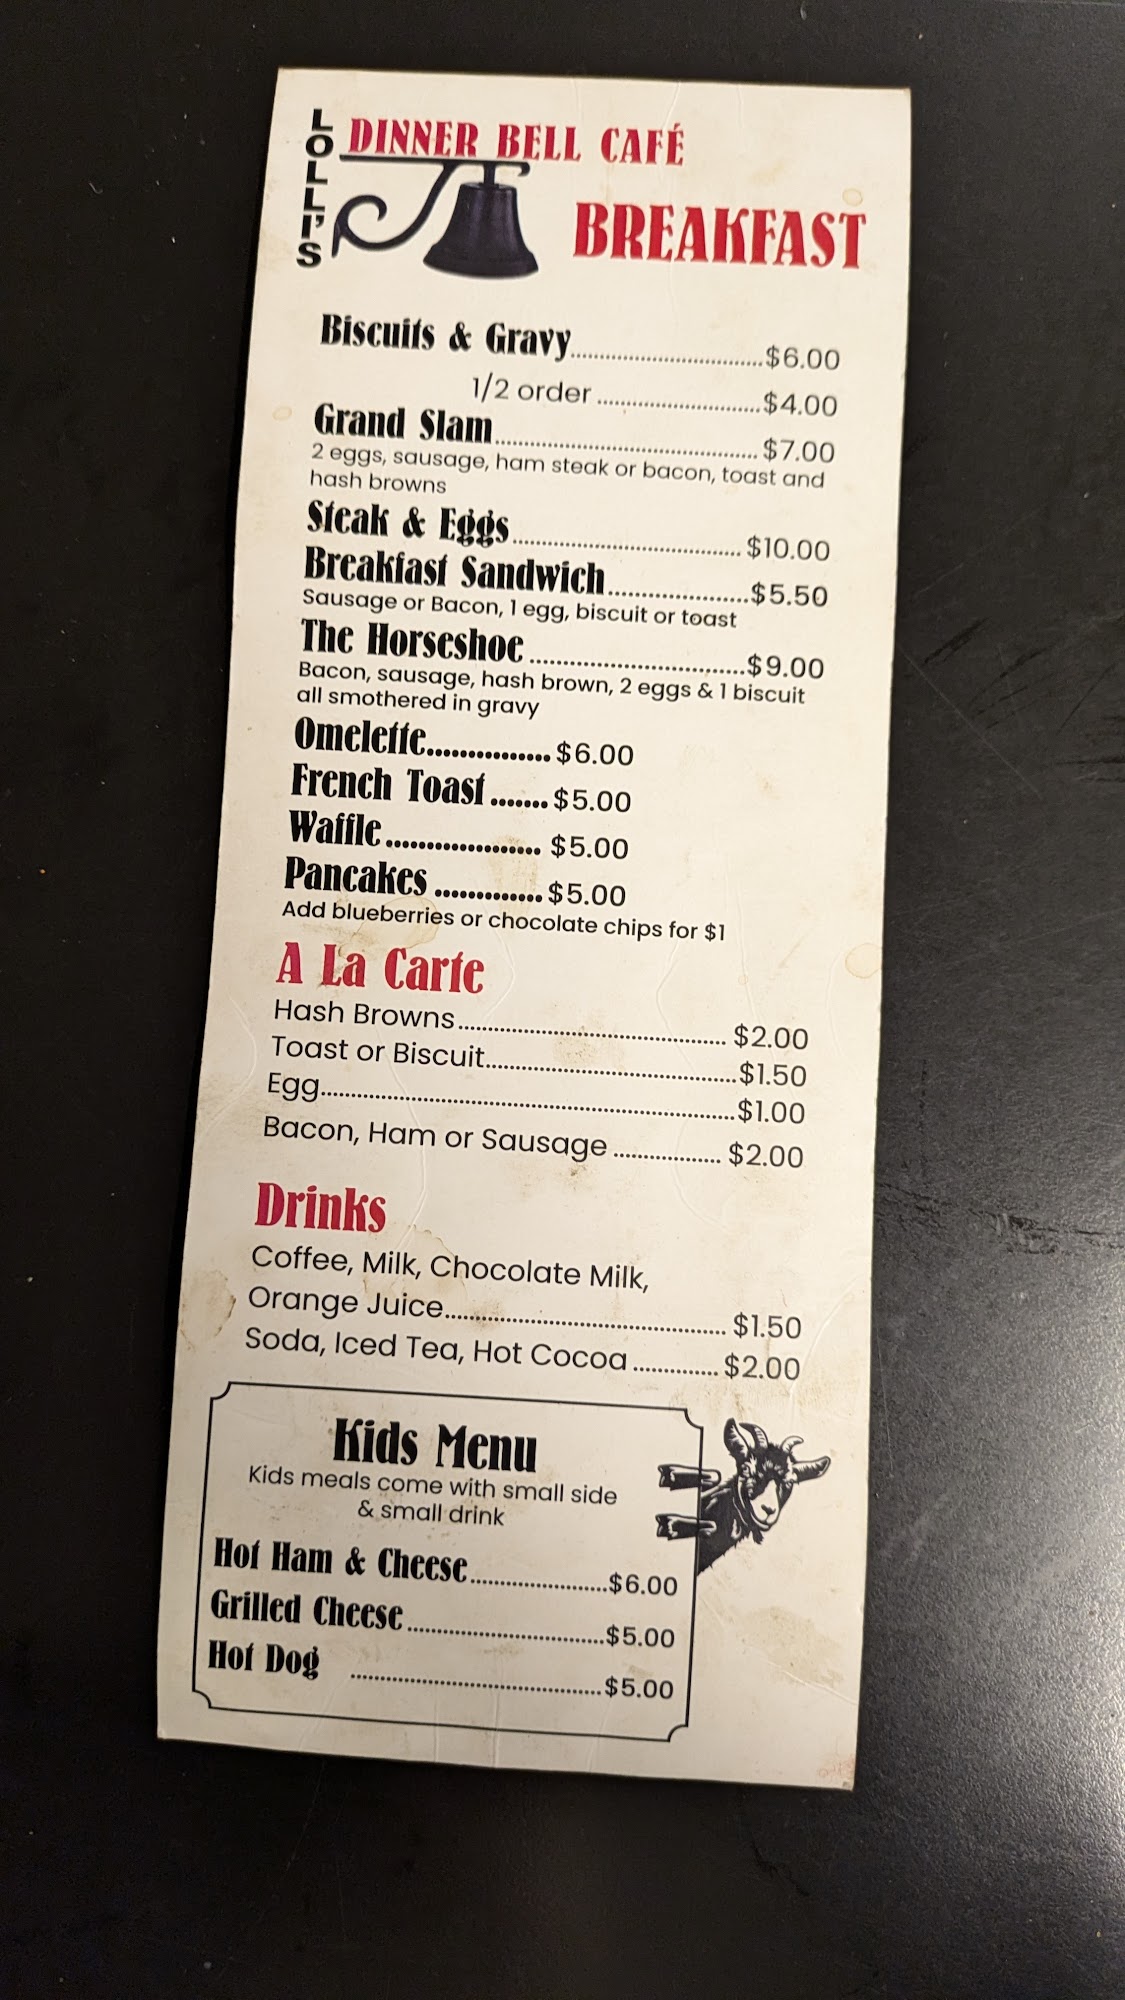 LOLLI'S
DINNER BELL CAFÉ
BREAKFAST
Biscuits & Gravy..............................$6.00
1/2 order ..........................$4.00
Grand Slam.......................................... $7.00
2 eggs, sausage, ham steak or bacon, toast and
hash browns
Steak & Eggs.................................... $10.00
Breakfast Sandwich......................$5.50
Sausage or Bacon, 1 egg, biscuit or toast
The Horseshoe ..................................$9.00
Bacon, sausage, hash brown, 2 eggs & 1 biscuit
all smothered in gravy
Omelette............... $6.00
French Toast ....... $5.00
Waffle................... $5.00
Pancakes ............. $5.00
Add blueberries or chocolate chips for $1
A La Carte
Hash Browns............................................ $2.00
Toast or Biscuit.........................................$1.50
Egg....................................................................$1.00
Bacon, Ham or Sausage .................. $2.00
Drinks
Coffee, Milk, Chocolate Milk,
Orange Juice.............................................. $1.50
Soda, Iced Tea, Hot Cocoa .............. $2.00
Kids Menu
Kids meals come with small side
& small drink
Hot Ham & Cheese.......................$6.00
Grilled Cheese.................................$5.00
Hot Dog ..........................................$5.00